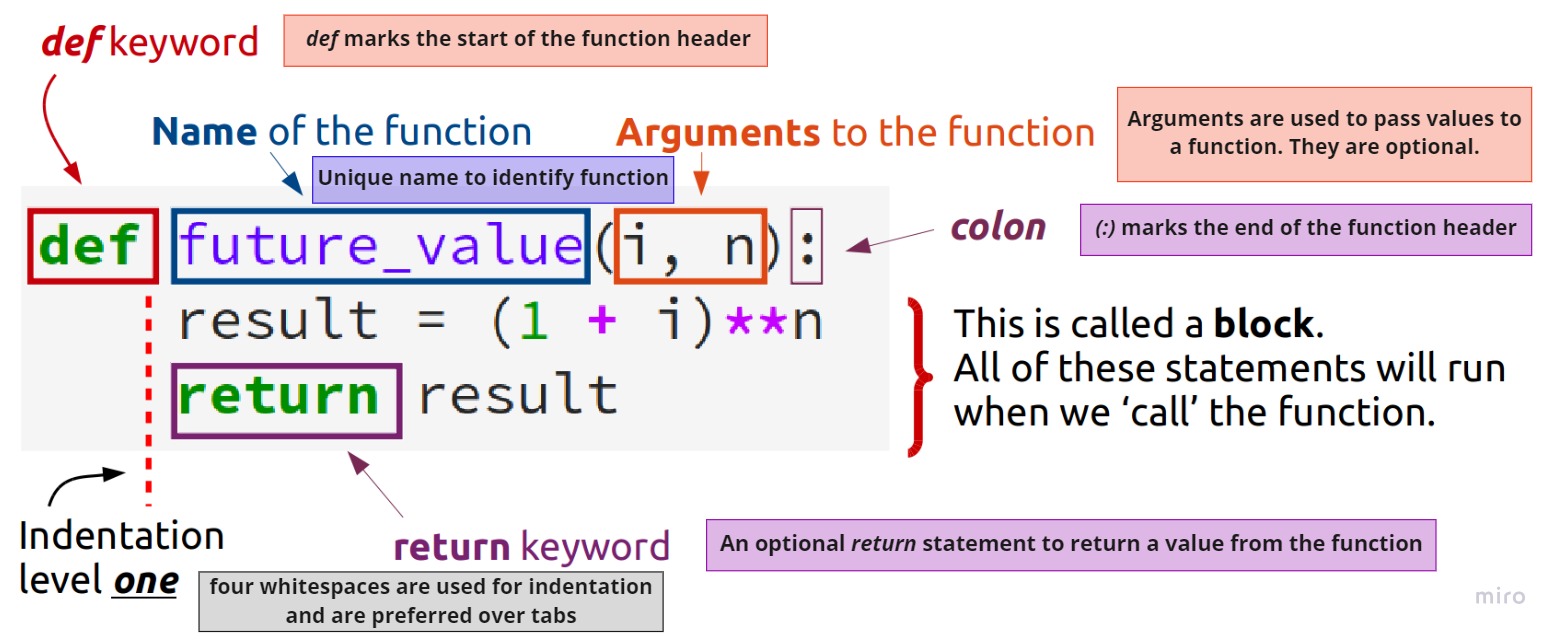 def keyword
def marks the start of the function header
Name of the function
Arguments to the function
Arguments are used to pass values to
a function. They are optional.
Unique name to identify function
def future_value(i, n):
colon
(:) marks the end of the function header
result = (1 + i)**n
return result
This is called a block.
All of these statements will run
when we ‘call’ the function.
Indentation
level one
return keyword
An optional return statement to return a value from the function
four whitespaces are used for indentation
and are preferred over tabs
miro